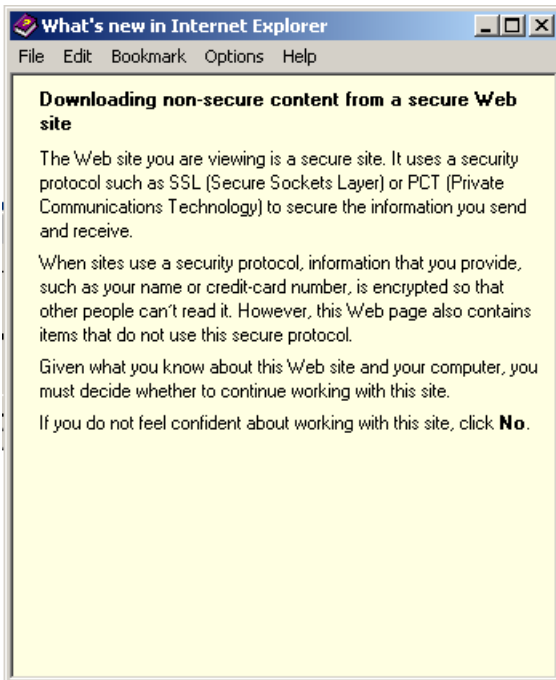 What's new in Internet Explorer
File Edit Bookmark Options Help
Downloading non-secure content from a secure Web
site
The Web site you are viewing is a secure site. It uses a security
protocol such as SSL (Secure Sockets Layer) or PCT (Private
Communications Technology) to secure the information you send
and receive.
When sites use a security protocol, information that you provide,
such as your name or credit-card number, is encrypted so that
other people can't read it. However, this Web page also contains
items that do not use this secure protocol.
Given what you know about this Web site and your computer, you
must decide whether to continue working with this site.
If you do not feel confident about working with this site, click No.